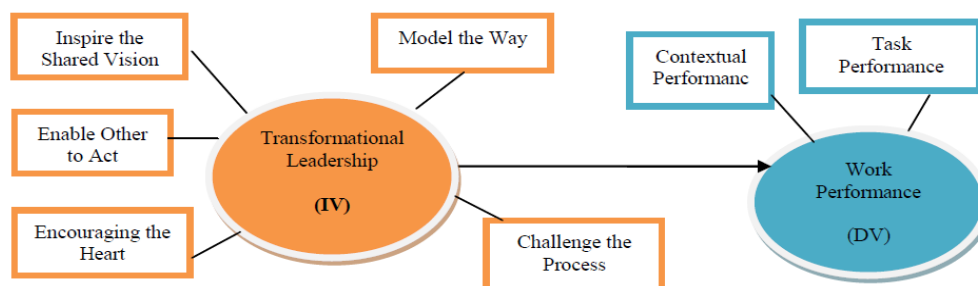 Inspire the
Shared Vision
Model the Way
Contextual
Performanc
Task
Performance
Enable Other
to Act
Transformational
Leadership
(IV)
Work
Performance
(DV)
Encouraging the
Heart
Challenge the
Process